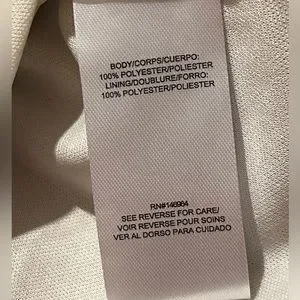 BODY/CORPS/CUERPO:
100% POLYESTER/POLIESTER
LINING/DOUBLURE/FORRO:
100% POLYESTER/POLIESTER
RN#146964
SEE REVERSE FOR CARE/
VOIR REVERSE POUR SOINS
VER AL DORSO PARA CUIDADO